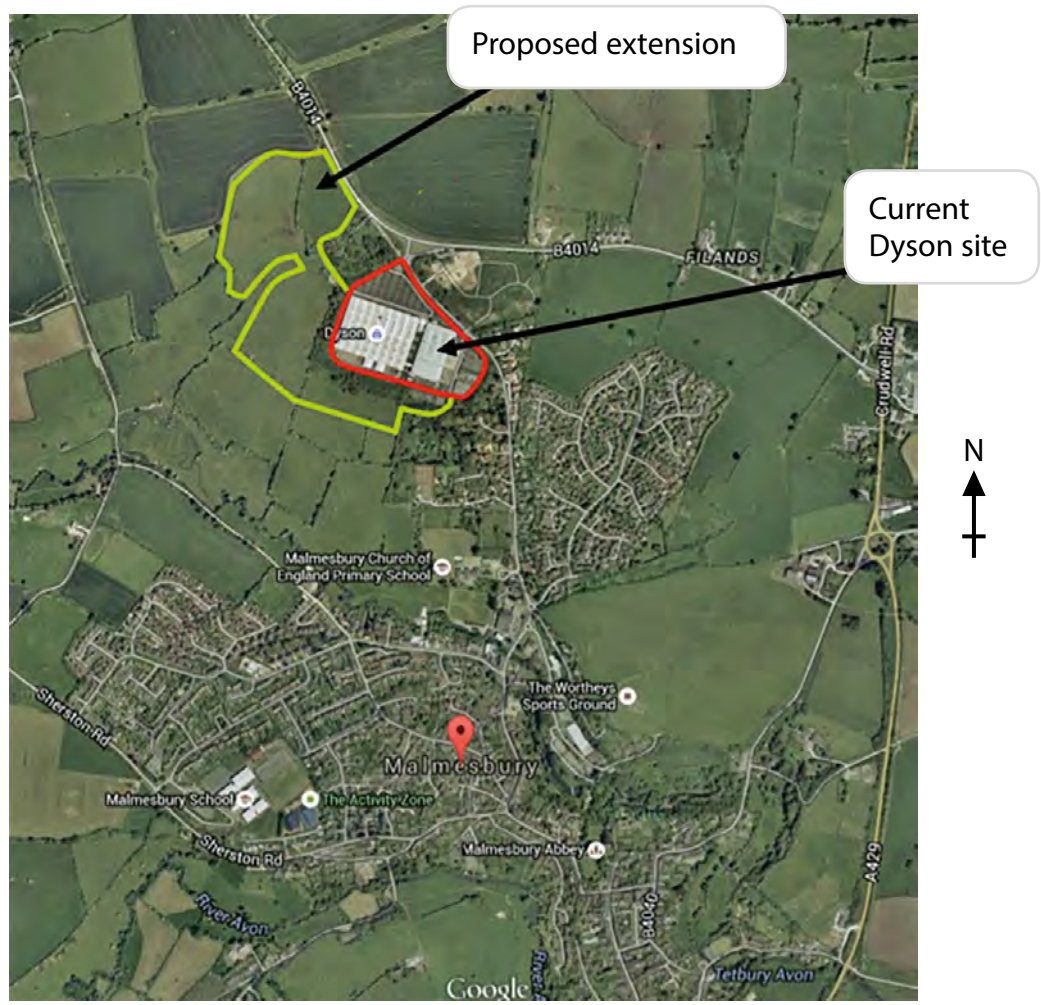 Proposed extension
B4014
Current
Dyson site
B4014
FILANDS
Dyson
Crudwell Rd
N
Malmesbury Church of
England Primary School
The Wortheys
Sports Ground
Sherston Rd
Malmesbury
Malmesbury School
The Activity Zone
Sherston Rd
Malmesbury Abbey
A429
B4040
River Avon
River A
Tetbury Avon
Google